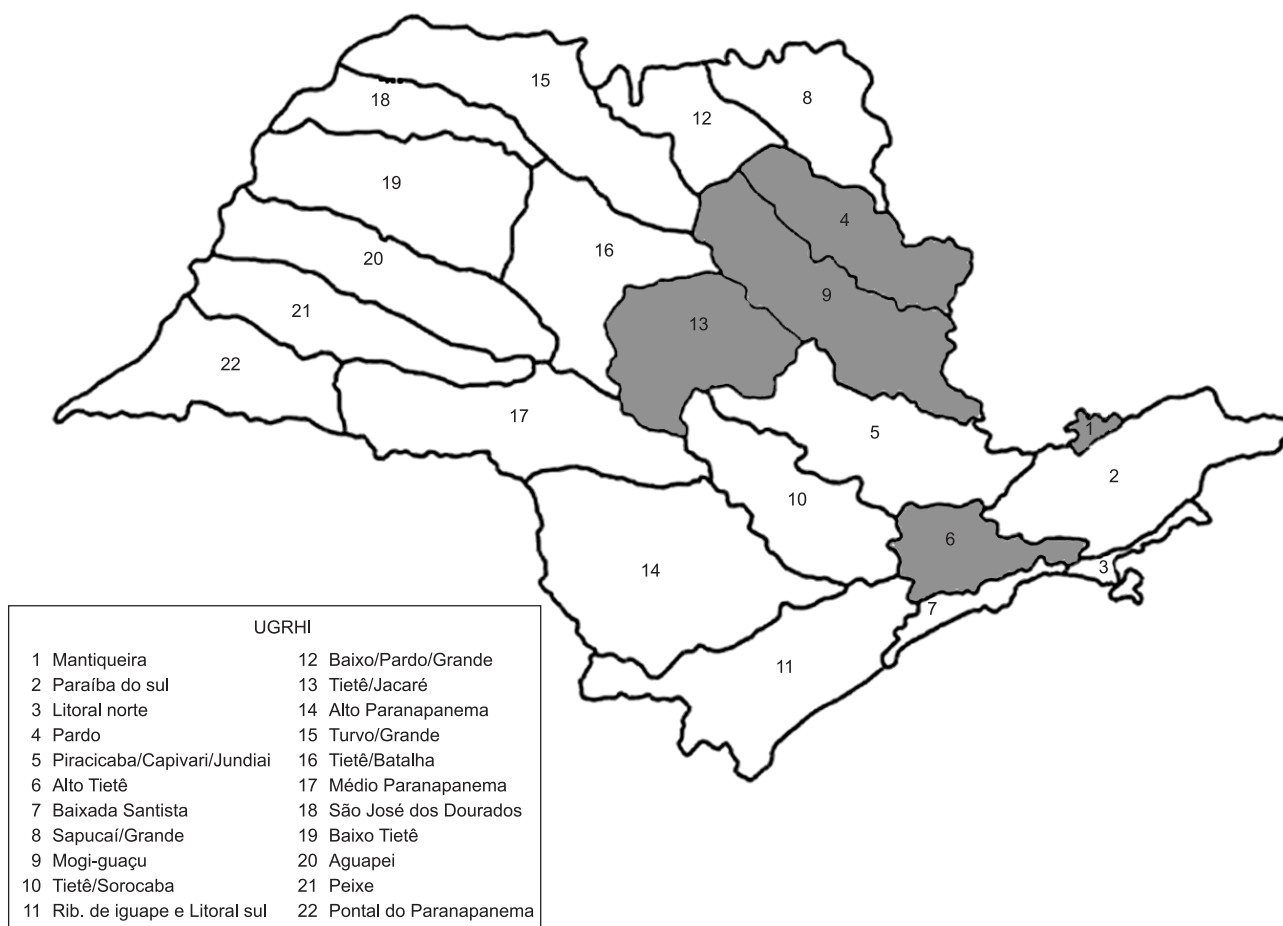 15
18
12
8
19
4
16
20
9
21
13
22
17
5
1
2
10
6
14
3
7
11
UGRHI
1 Mantiqueira
2 Paraíba do sul
3 Litoral norte
4 Pardo
5 Piracicaba/Capivari/Jundiai
6 Alto Tietê
7 Baixada Santista
8 Sapucaí/Grande
9 Mogi-guaçu
10 Tietê/Sorocaba
11 Rib. de iguape e Litoral sul
12 Baixo/Pardo/Grande
13 Tietê/Jacaré
14 Alto Paranapanema
15 Turvo/Grande
16 Tietê/Batalha
17 Médio Paranapanema
18 São José dos Dourados
19 Baixo Tietê
20 Aguapei
21 Peixe
22 Pontal do Paranapanema